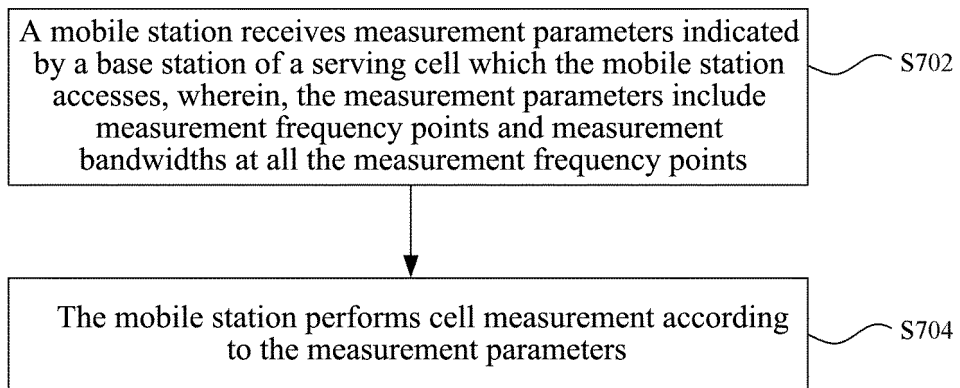 A mobile station receives measurement parameters indicated
by a base station of a serving cell which the mobile station
accesses, wherein, the measurement parameters include
measurement frequency points and measurement
bandwidths at all the measurement frequency points
S702
The mobile station performs cell measurement according
to the measurement parameters
S704